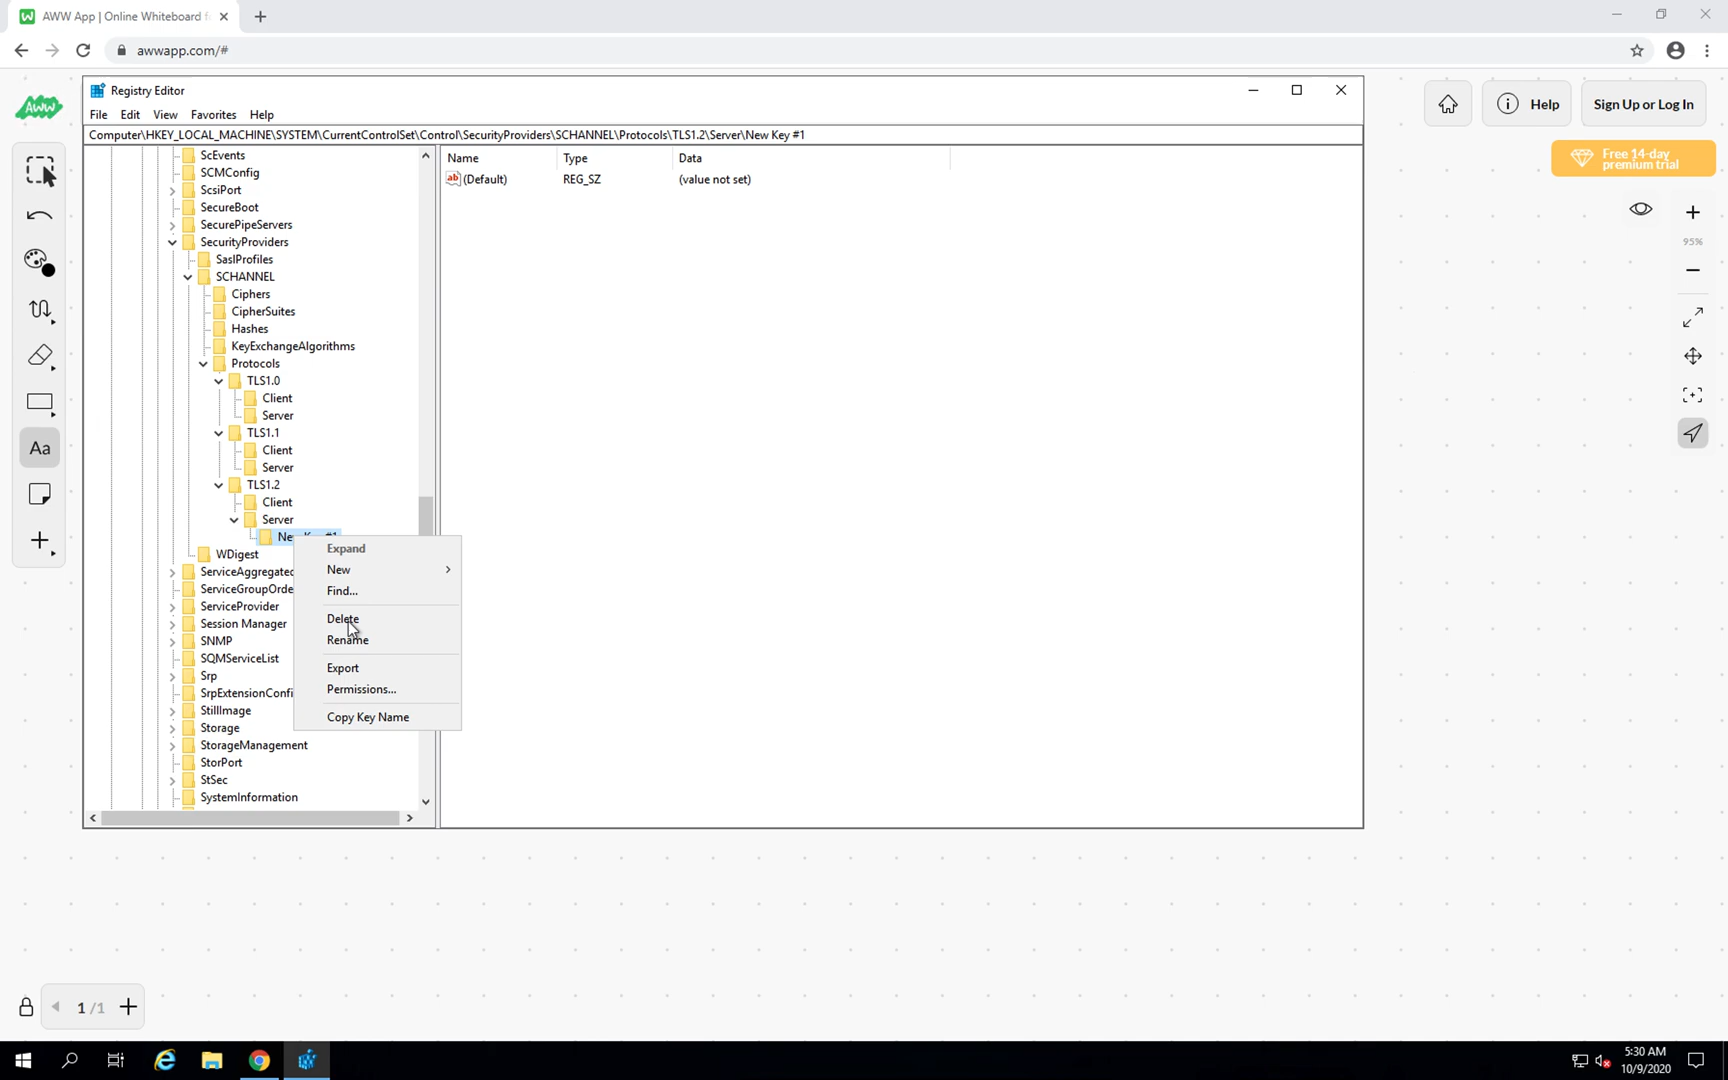 AWW App | Online Whiteboard f
awwapp.com/#
Registry Editor
File Edit View Favorites Help
Computer\HKEY_LOCAL_MACHINE\SYSTEM\CurrentControlSet\Control\SecurityProviders\SCHANNEL\Protocols\TLS1.2\Server\New Key #1
AWW
Help
Sign Up or Log In
Free 14-day
premium trial
95%
Aa
ScEvents
SCMConfig
ScsiPort
SecureBoot
SecurePipeServers
SecurityProviders
SaslProfiles
SCHANNEL
Ciphers
CipherSuites
Hashes
KeyExchangeAlgorithms
Protocols
TLS1.0
Client
Server
TLS1.1
Client
Server
TLS1.2
Client
Server
WDigest
ServiceAggregated
ServiceGroupOrde
ServiceProvider
Session Manager
SNMP
SQMServiceList
Srp
SrpExtensionConfi
StillImage
Storage
StorageManagement
StorPort
StSec
SystemInformation
Name Type Data
(Default) REG_SZ (value not set)
Expand
New
Find...
Delete
Rename
Export
Permissions...
Copy Key Name
1 /1
5:30 AM
10/9/2020